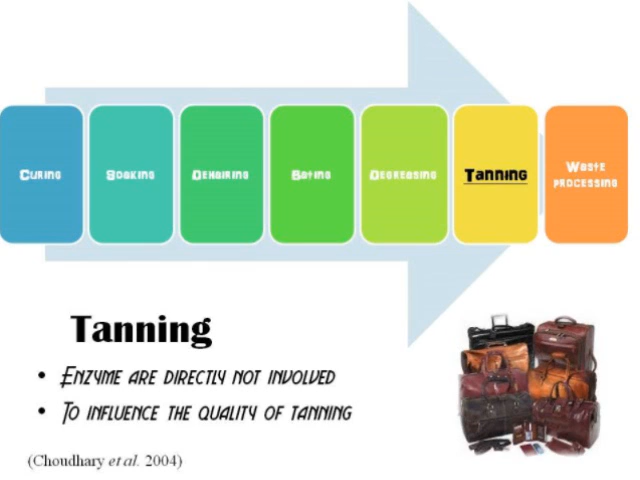 Curing
Soaking
Dehairing
Bating
Degreasing
Tanning
Waste
processing
Tanning
• Enzyme are directly not involved
• To influence the quality of tanning
(Choudhary et al. 2004)